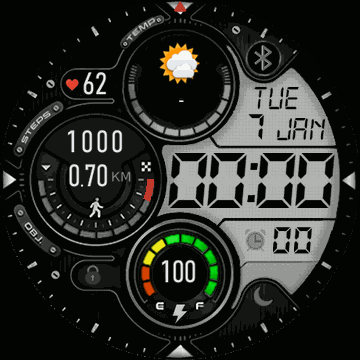 TEMP
62
-
TUE
7 JAN
STEPS
1000
0.70 KM
00:00
OBJ.
00
100
E F